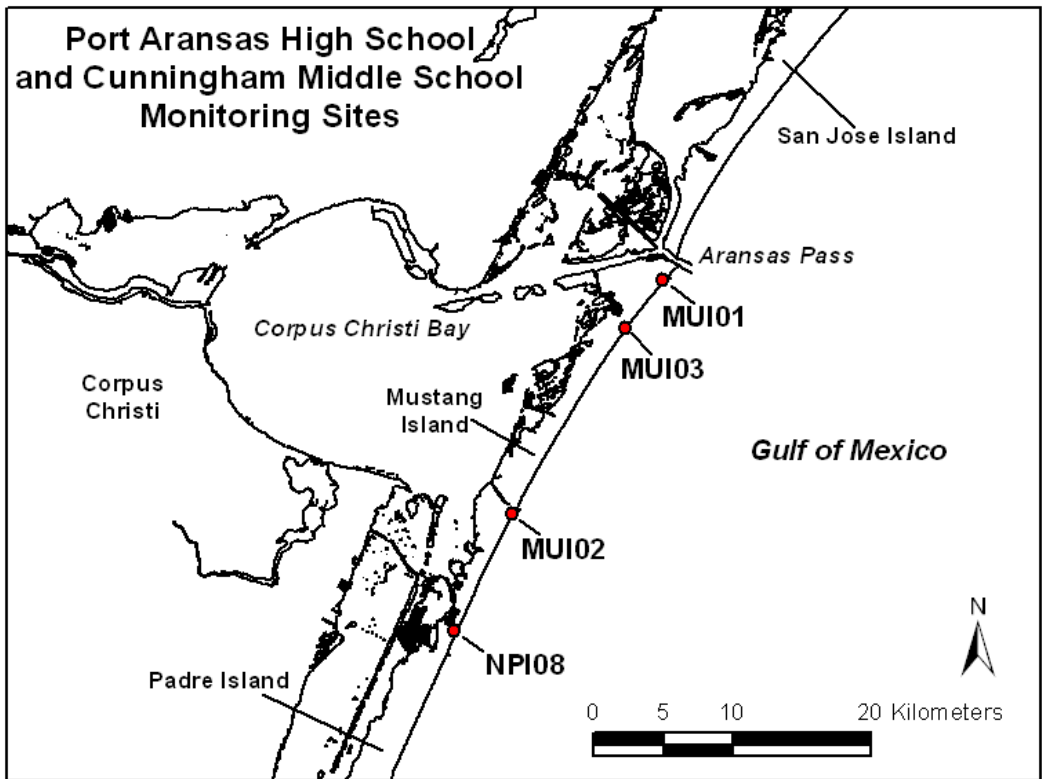 Port Aransas High School
and Cunningham Middle School
Monitoring Sites
San Jose Island
Aransas Pass
MUI01
Corpus Christi Bay
MUI03
Corpus
Christi
Mustang
Island
Gulf of Mexico
MUI02
N
NPI08
Padre Island
0 5 10 20 Kilometers